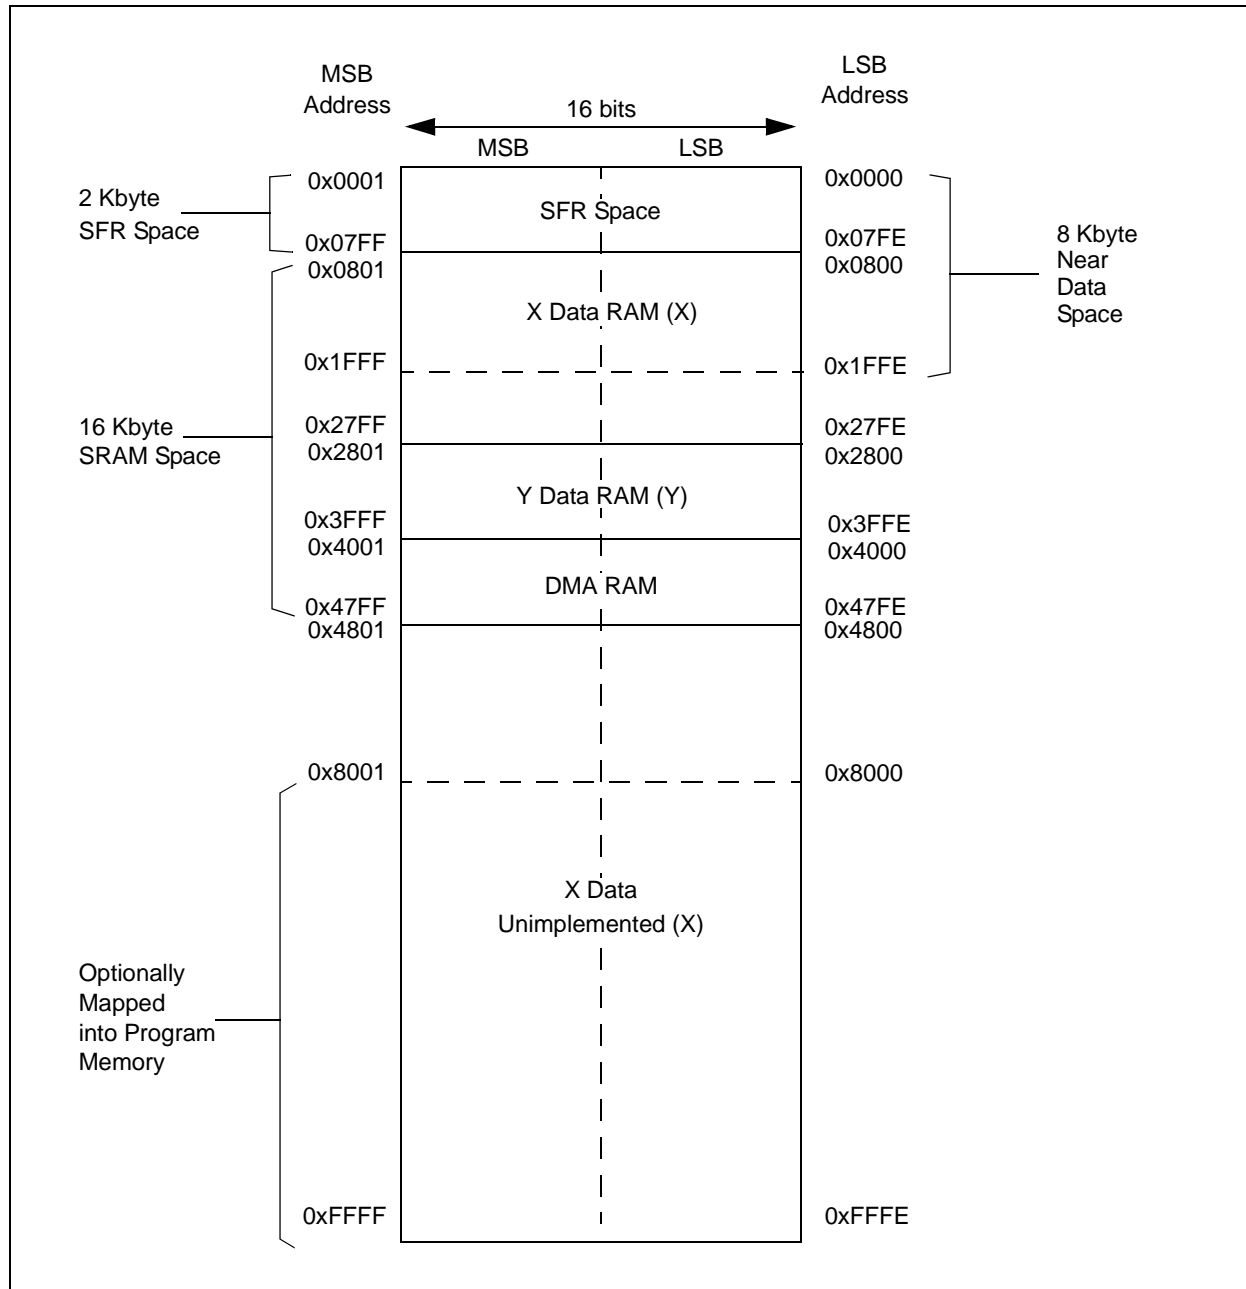 MSB
Address
LSB
Address
16 bits
MSB
LSB
0x0001
0x0000
2 Kbyte
SFR Space
SFR Space
0x07FF
0x07FE
0x0801
0x0800
8 Kbyte
Near
Data
Space
X Data RAM (X)
0x1FFF
0x1FFE
16 Kbyte
SRAM Space
0x27FF
0x27FE
0x2801
0x2800
Y Data RAM (Y)
0x3FFF
0x3FFE
0x4001
0x4000
DMA RAM
0x47FF
0x47FE
0x4801
0x4800
0x8001
0x8000
X Data
Unimplemented (X)
Optionally
Mapped
into Program
Memory
0xFFFF
0xFFFE